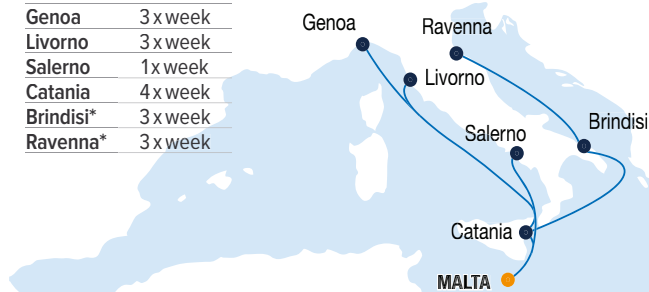 Genoa 3 x week
Livorno 3 x week
Salerno 1 x week
Catania 4 x week
Brindisi* 3 x week
Ravenna* 3 x week
Genoa
Ravenna
Livorno
Brindisi
Salerno
Catania
MALTA